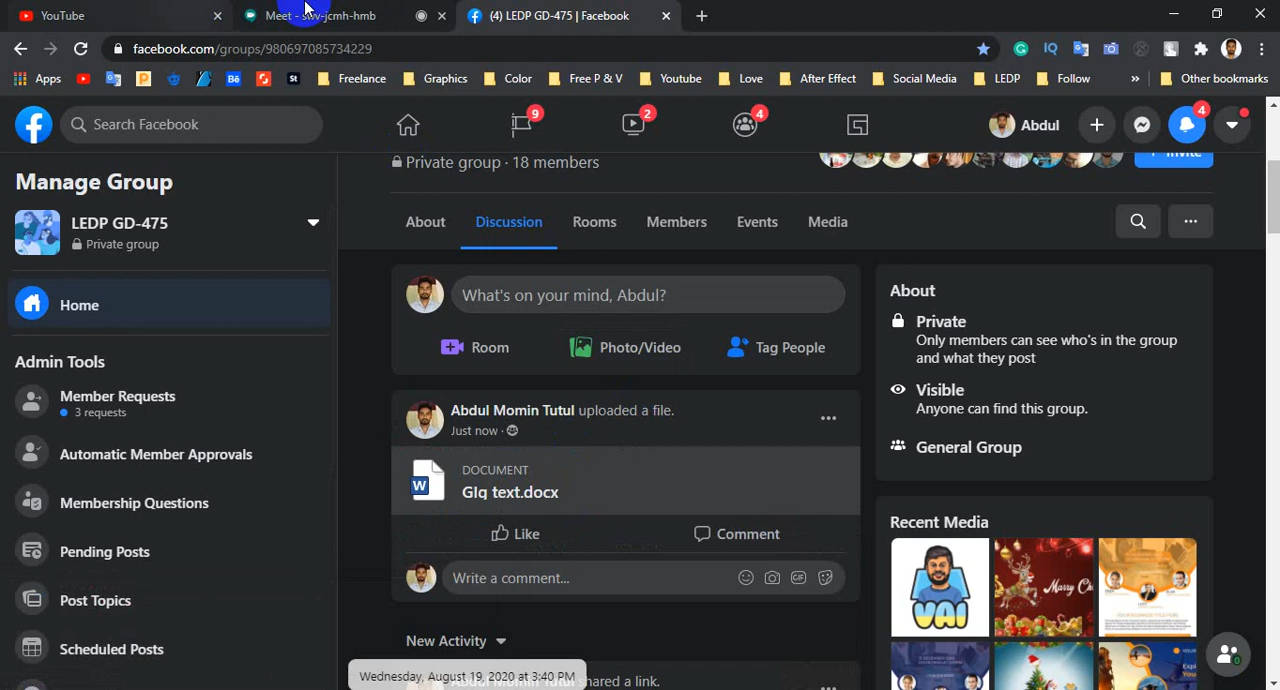 YouTube
Meet - swv-jcmh-hmb
(4) LEDP GD-475 | Facebook
facebook.com/groups/980697085734229
Apps
Freelance
Graphics
Color
Free P & V
Youtube
Love
After Effect
Social Media
LEDP
Follow
»
Other bookmarks
Search Facebook
9
2
4
Abdul
4
Manage Group
LEDP GD-475
Private group
Home
Admin Tools
Member Requests
3 requests
Automatic Member Approvals
Membership Questions
Pending Posts
Post Topics
Scheduled Posts
Private group · 18 members
+ Invite
About
Discussion
Rooms
Members
Events
Media
What's on your mind, Abdul?
Room
Photo/Video
Tag People
Abdul Momin Tutul uploaded a file.
Just now ·
W
DOCUMENT
Glq text.docx
Like
Comment
Write a comment...
GIF
New Activity
Wednesday, August 19, 2020 at 3:40 PM
shared a link.
About
Private
Only members can see who's in the group
and what they post
Visible
Anyone can find this group.
General Group
Recent Media
VAI
0